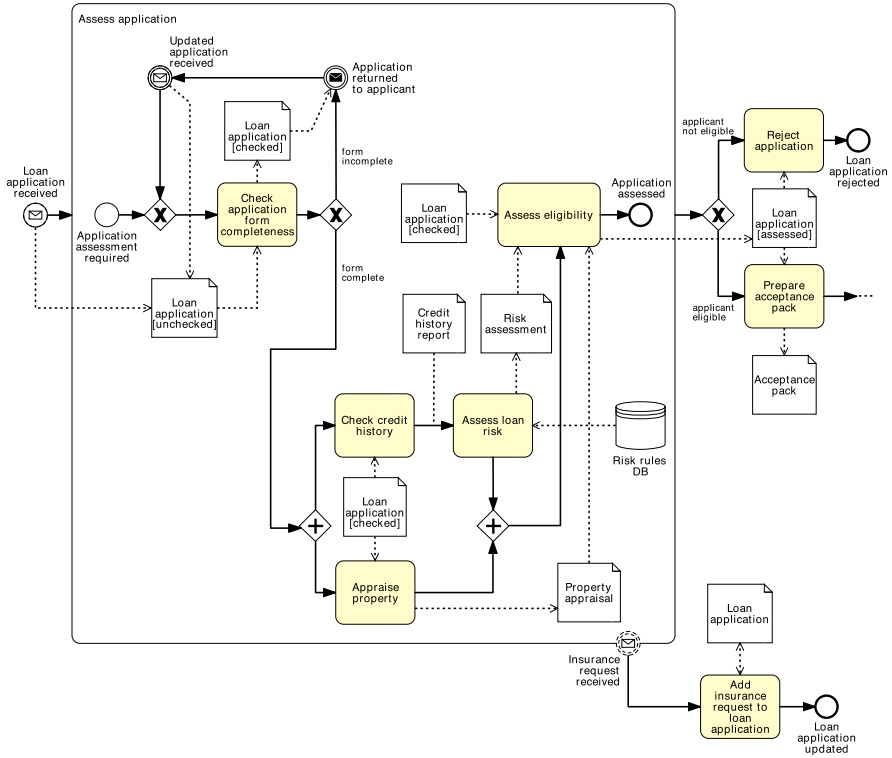 Assess application
Updated
application
received
Application
returned
to applicant
Loan
application
[checked]
form
incomplete
applicant
not eligible
Reject
application
Loan
application
rejected
Loan
application
received
Application
assessment
required
Check
application
form
completeness
Loan
application
[checked]
Assess eligibility
Application
assessed
Loan
application
[assessed]
form
complete
Loan
application
[unchecked]
Credit
history
report
Risk
assessment
applicant
eligible
Prepare
acceptance
pack
Acceptance
pack
Check credit
history
Assess loan
risk
Risk rules
DB
Loan
application
[checked]
Appraise
property
Property
appraisal
Loan
application
Insurance
request
received
Add
insurance
request to
loan
application
Loan
application
updated